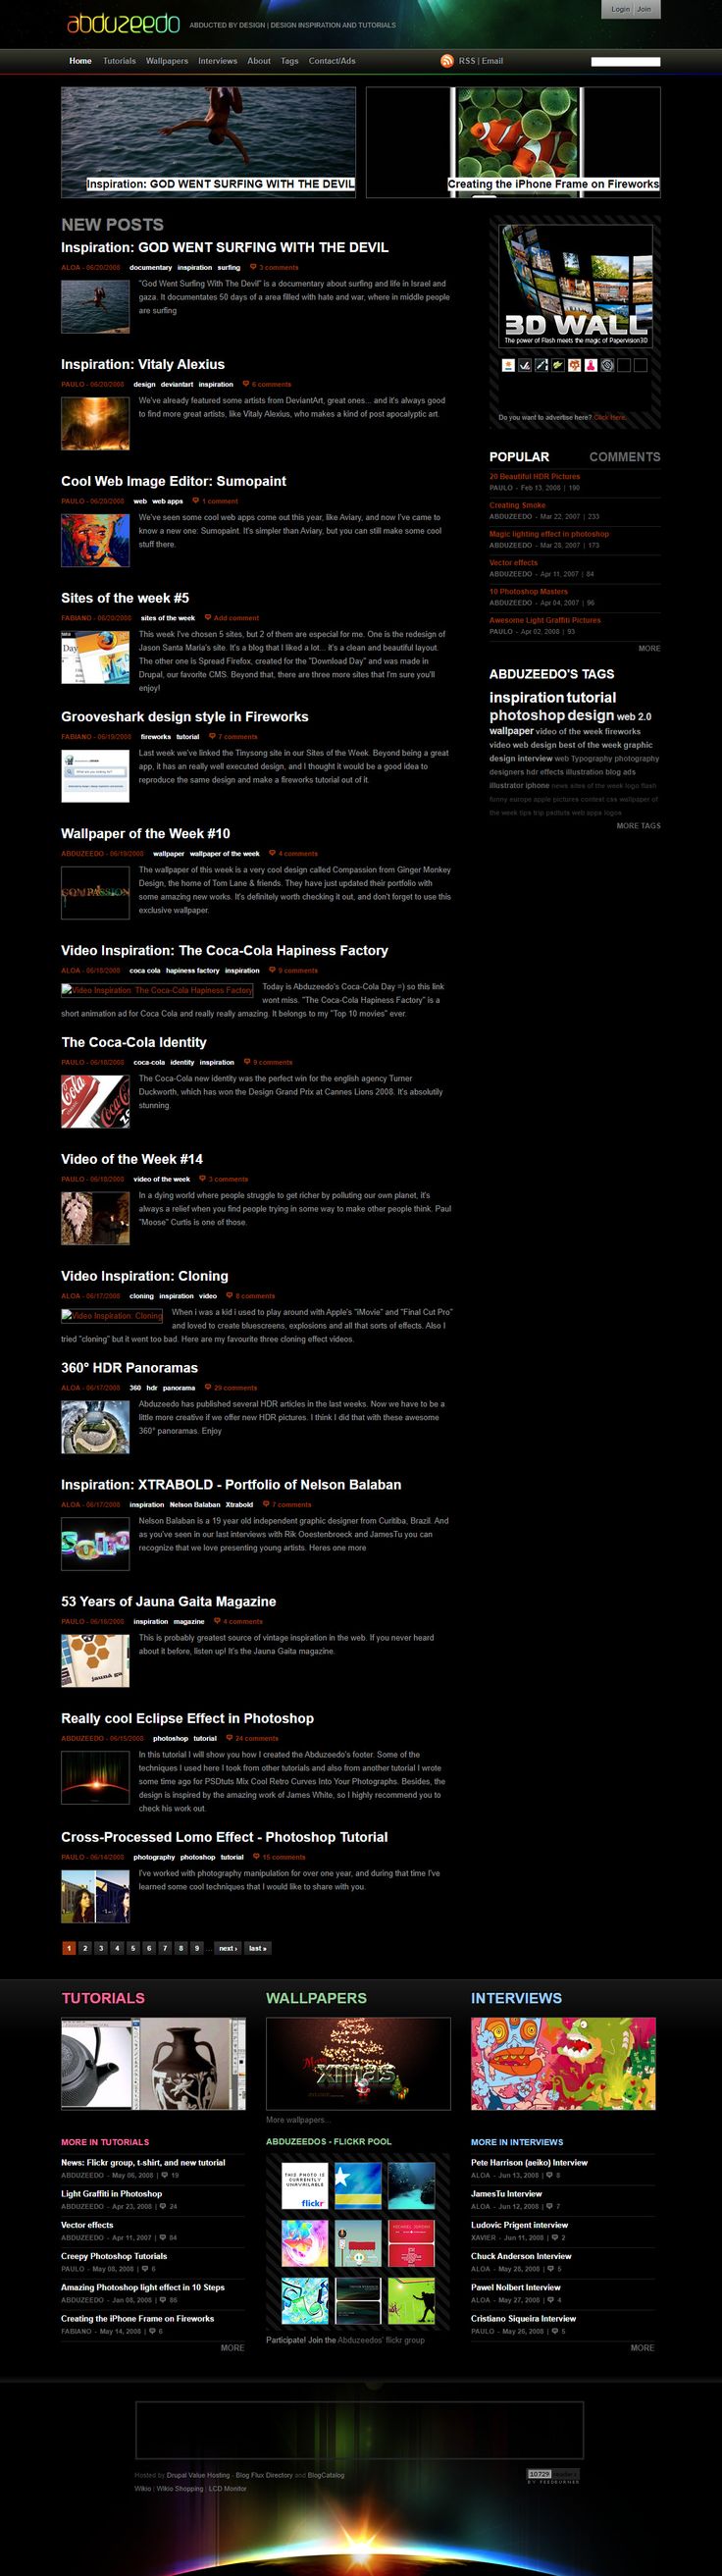 abduzeedo
ABDUCTED BY DESIGN | DESIGN INSPIRATION AND TUTORIALS
Login Join
Home Tutorials Wallpapers Interviews About Tags Contact/Ads
RSS | Email
Inspiration: GOD WENT SURFING WITH THE DEVIL
Creating the iPhone Frame on Fireworks
NEW POSTS
Inspiration: GOD WENT SURFING WITH THE DEVIL
ALOA - 06/20/2008 documentary inspiration surfing 3 comments
"God Went Surfing With The Devil" is a documentary about surfing and life in Israel and
gaza. It documentates 50 days of a area filled with hate and war, where in middle people
are surfing
Inspiration: Vitaly Alexius
PAULO - 06/20/2008 design deviantart inspiration 6 comments
We've already featured some artists from DeviantArt, great ones... and it's always good
to find more great artists, like Vitaly Alexius, who makes a kind of post apocalyptic art.
Cool Web Image Editor: Sumopaint
PAULO - 06/20/2008 web web apps 1 comment
We've seen some cool web apps come out this year, like Aviary, and now I've came to
know a new one: Sumopaint. It's simpler than Aviary, but you can still make some cool
stuff there.
Sites of the week #5
FABIANO - 06/20/2008 sites of the week Add comment
This week I've chosen 5 sites, but 2 of them are especial for me. One is the redesign of
Jason Santa Maria's site. It's a blog that I liked a lot... it's a clean and beautiful layout.
The other one is Spread Firefox, created for the "Download Day" and was made in
Drupal, our favorite CMS. Beyond that, there are three more sites that I'm sure you'll
enjoy!
Grooveshark design style in Fireworks
FABIANO - 06/19/2008 fireworks tutorial 7 comments
Last week we've linked the Tinysong site in our Sites of the Week. Beyond being a great
app, it has an really well executed design, and I thought it would be a good idea to
reproduce the same design and make a fireworks tutorial out of it.
Wallpaper of the Week #10
ABDUZEEDO - 06/19/2008 wallpaper wallpaper of the week 4 comments
COMPASSION
The wallpaper of this week is a very cool design called Compassion from Ginger Monkey
Design, the home of Tom Lane & friends. They have just updated their portfolio with
some amazing new works. It's definitely worth checking it out, and don't forget to use this
exclusive wallpaper.
Video Inspiration: The Coca-Cola Hapiness Factory
ALOA - 06/18/2008 coca cola hapiness factory inspiration 9 comments
Video Inspiration: The Coca-Cola Hapiness Factory
Today is Abduzeedo's Coca-Cola Day =) so this link
wont miss. "The Coca-Cola Hapiness Factory" is a
short animation ad for Coca Cola and really really amazing. It belongs to my "Top 10 movies" ever.
The Coca-Cola Identity
PAULO - 06/18/2008 coca-cola identity inspiration 9 comments
The Coca-Cola new identity was the perfect win for the english agency Turner
Duckworth, which has won the Design Grand Prix at Cannes Lions 2008. It's absolutily
stunning.
Video of the Week #14
PAULO - 06/18/2008 video of the week 3 comments
In a dying world where people struggle to get richer by polluting our own planet, it's
always a relief when you find people trying in some way to make other people think. Paul
"Moose" Curtis is one of those.
Video Inspiration: Cloning
ALOA - 06/17/2008 cloning inspiration video 8 comments
Video Inspiration: Cloning
When i was a kid i used to play around with Apple's "iMovie" and "Final Cut Pro"
and loved to create bluescreens, explosions and all that sorts of effects. Also I
tried "cloning" but it went too bad. Here are my favourite three cloning effect videos.
360° HDR Panoramas
ALOA - 06/17/2008 360 hdr panorama 29 comments
Abduzeedo has published several HDR articles in the last weeks. Now we have to be a
little more creative if we offer new HDR pictures. I think I did that with these awesome
360° panoramas. Enjoy
Inspiration: XTRABOLD - Portfolio of Nelson Balaban
ALOA - 06/17/2008 inspiration Nelson Balaban Xtrabold 7 comments
Nelson Balaban is a 19 year old independent graphic designer from Curitiba, Brazil. And
as you've seen in our last interviews with Rik Oostenbroeck and JamesTu you can
recognize that we love presenting young artists. Heres one more
53 Years of Jauna Gaita Magazine
PAULO - 06/16/2008 inspiration magazine 4 comments
This is probably greatest source of vintage inspiration in the web. If you never heard
about it before, listen up! It's the Jauna Gaita magazine.
Really cool Eclipse Effect in Photoshop
ABDUZEEDO - 06/15/2008 photoshop tutorial 24 comments
In this tutorial I will show you how I created the Abduzeedo's footer. Some of the
techniques I used here I took from other tutorials and also from another tutorial I wrote
some time ago for PSDtuts Mix Cool Retro Curves Into Your Photographs. Besides, the
design is inspired by the amazing work of James White, so I highly recommend you to
check his work out.
Cross-Processed Lomo Effect - Photoshop Tutorial
PAULO - 06/14/2008 photography photoshop tutorial 15 comments
I've worked with photography manipulation for over one year, and during that time I've
learned some cool techniques that I would like to share with you.
1 2 3 4 5 6 7 8 9 ... next › last »
3D WALL
The power of Flash meets the magic of Papervision3D
Do you want to advertise here? Click Here.
POPULAR COMMENTS
20 Beautiful HDR Pictures
PAULO - Feb 13, 2008 | 190
Creating Smoke
ABDUZEEDO - Mar 22, 2007 | 233
Magic lighting effect in photoshop
ABDUZEEDO - Mar 28, 2007 | 173
Vector effects
ABDUZEEDO - Apr 11, 2007 | 84
10 Photoshop Masters
ABDUZEEDO - Apr 04, 2007 | 96
Awesome Light Graffiti Pictures
PAULO - Apr 02, 2008 | 93
MORE
ABDUZEEDO'S TAGS
inspiration tutorial
photoshop design web 2.0
wallpaper video of the week fireworks
video web design best of the week graphic
design interview web Typography photography
designers hdr effects illustration blog ads
illustrator iphone news sites of the week logo flash
funny europe apple pictures contest css wallpaper of
the week tips trip psdtuts web apps logos
MORE TAGS
TUTORIALS
WALLPAPERS
INTERVIEWS
xmas
More wallpapers...
MORE IN TUTORIALS
News: Flickr group, t-shirt, and new tutorial
ABDUZEEDO - May 06, 2008 | 19
Light Graffiti in Photoshop
ABDUZEEDO - Apr 23, 2008 | 24
Vector effects
ABDUZEEDO - Apr 11, 2007 | 84
Creepy Photoshop Tutorials
PAULO - May 08, 2008 | 6
Amazing Photoshop light effect in 10 Steps
ABDUZEEDO - Jan 08, 2008 | 86
Creating the iPhone Frame on Fireworks
FABIANO - May 14, 2008 | 6
MORE
ABDUZEEDOS - FLICKR POOL
THIS PHOTO IS
CURRENTLY
UNAVAILABLE
flickr
Participate! Join the Abduzeedos' flickr group
MORE IN INTERVIEWS
Pete Harrison (aeiko) Interview
ALOA - Jun 13, 2008 | 8
JamesTu Interview
ALOA - Jun 12, 2008 | 7
Ludovic Prigent interview
XAVIER - Jun 11, 2008 | 2
Chuck Anderson Interview
ALOA - May 26, 2008 | 5
Pawel Nolbert Interview
ALOA - May 27, 2008 | 4
Cristiano Siqueira Interview
PAULO - May 26, 2008 | 5
MORE
Hosted by Drupal Value Hosting - Blog Flux Directory and BlogCatalog
Wikio | Wikio Shopping | LCD Monitor
10729 readers
BY FEEDBURNER